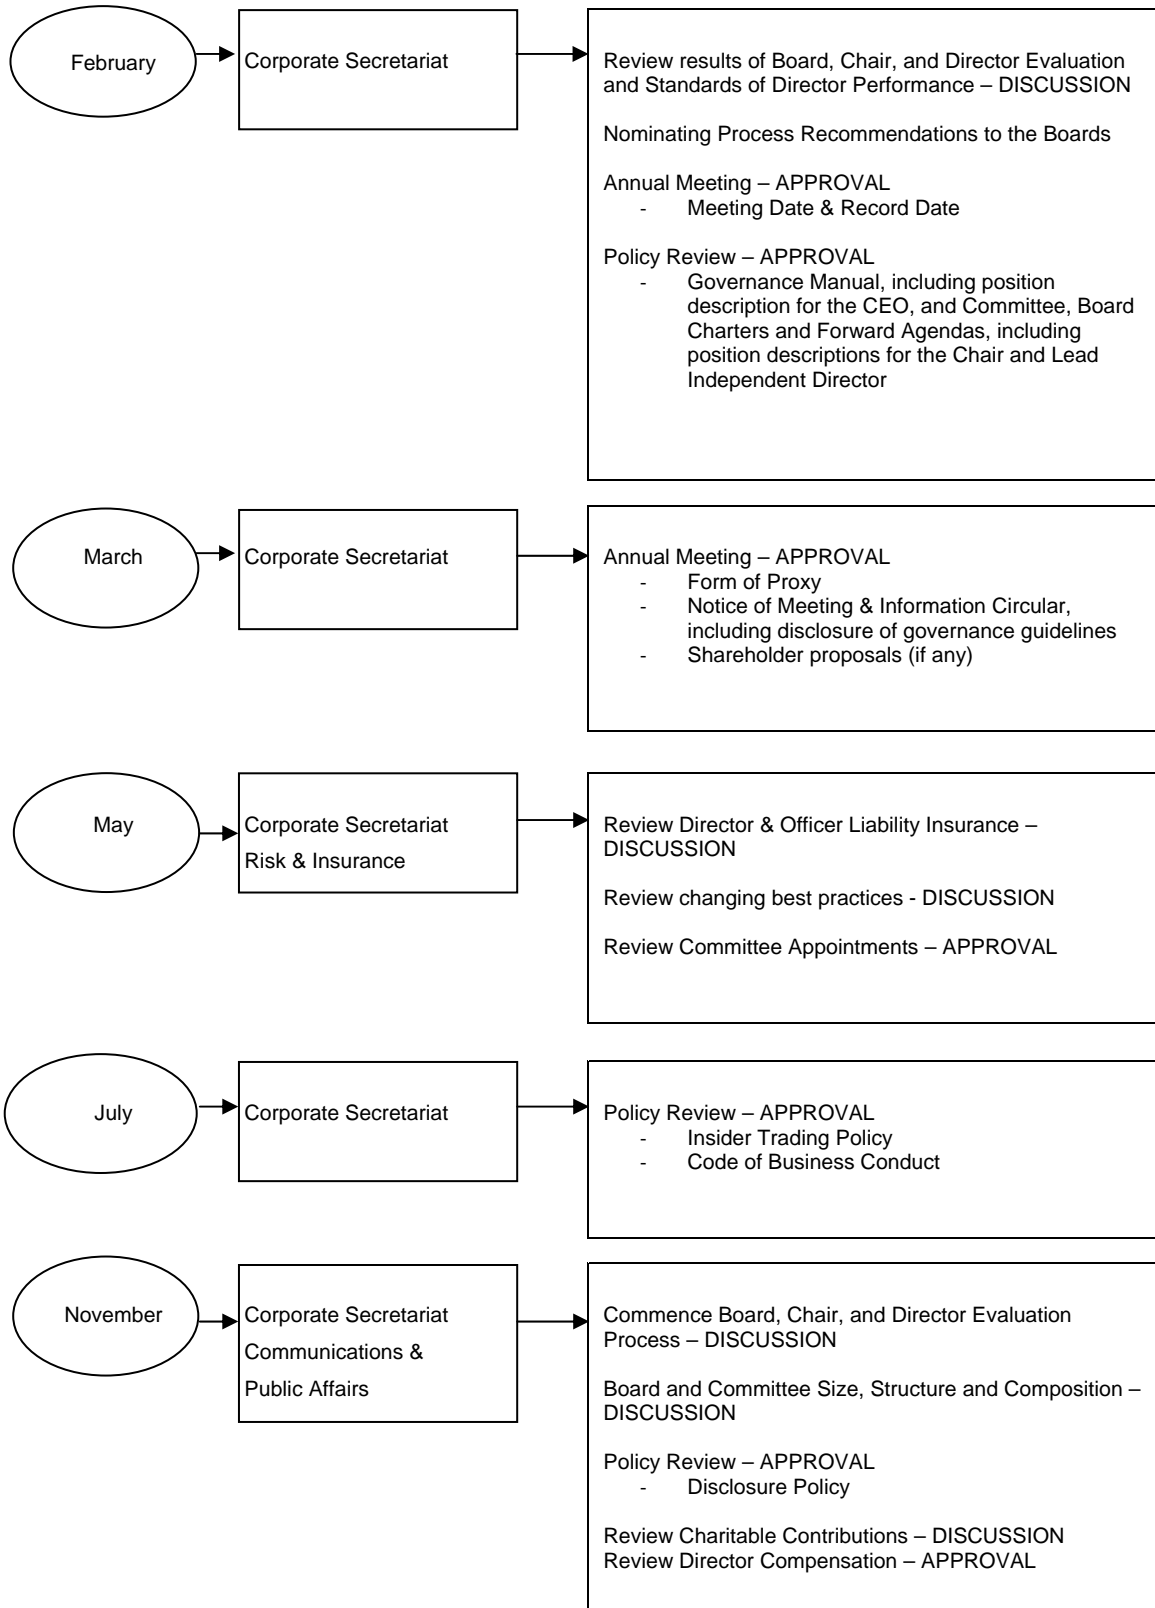 February
Corporate Secretariat
Review results of Board, Chair, and Director Evaluation
and Standards of Director Performance – DISCUSSION
Nominating Process Recommendations to the Boards
Annual Meeting – APPROVAL
- Meeting Date & Record Date
Policy Review – APPROVAL
- Governance Manual, including position
description for the CEO, and Committee, Board
Charters and Forward Agendas, including
position descriptions for the Chair and Lead
Independent Director
March
Corporate Secretariat
Annual Meeting – APPROVAL
- Form of Proxy
- Notice of Meeting & Information Circular,
including disclosure of governance guidelines
- Shareholder proposals (if any)
May
Corporate Secretariat
Risk & Insurance
Review Director & Officer Liability Insurance –
DISCUSSION
Review changing best practices - DISCUSSION
Review Committee Appointments – APPROVAL
July
Corporate Secretariat
Policy Review – APPROVAL
- Insider Trading Policy
- Code of Business Conduct
November
Corporate Secretariat
Communications &
Public Affairs
Commence Board, Chair, and Director Evaluation
Process – DISCUSSION
Board and Committee Size, Structure and Composition –
DISCUSSION
Policy Review – APPROVAL
- Disclosure Policy
Review Charitable Contributions – DISCUSSION
Review Director Compensation – APPROVAL